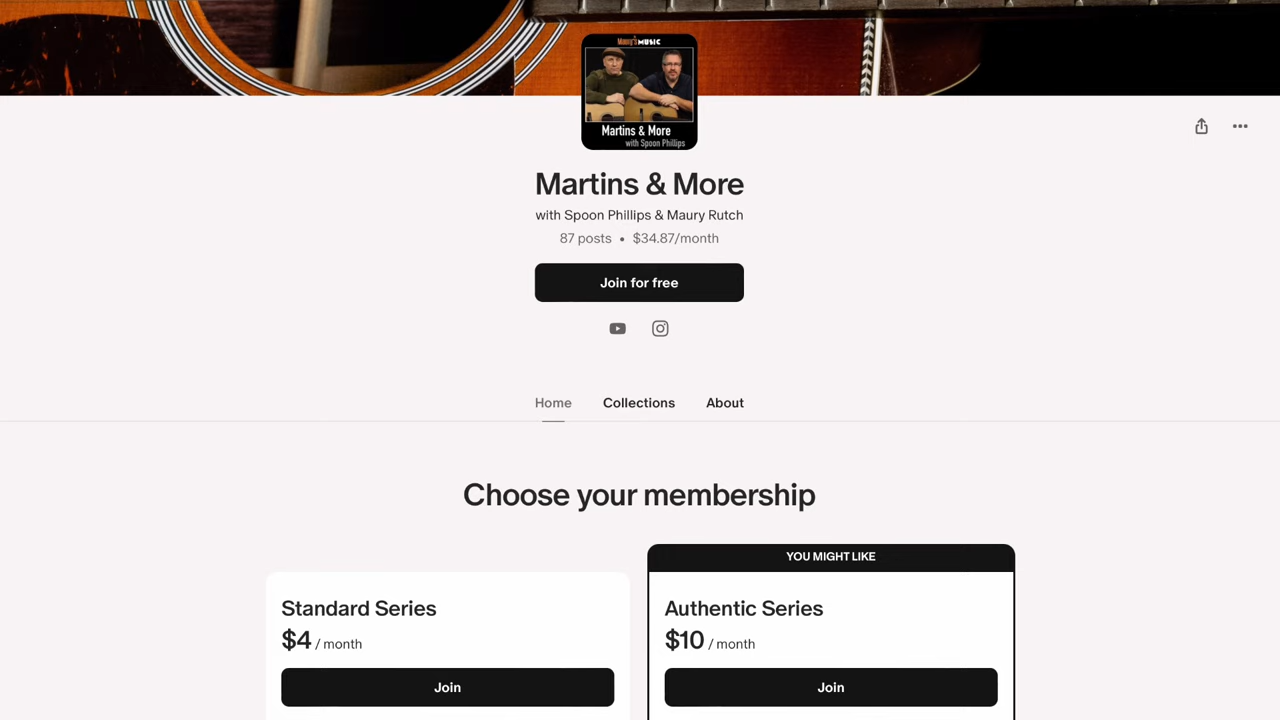 Maury's MUSIC
Martins & More
with Spoon Phillips
Martins & More
with Spoon Phillips & Maury Rutch
87 posts • $34.87/month
Join for free
Home Collections About
Choose your membership
YOU MIGHT LIKE
Standard Series
$4 / month
Join
Authentic Series
$10 / month
Join